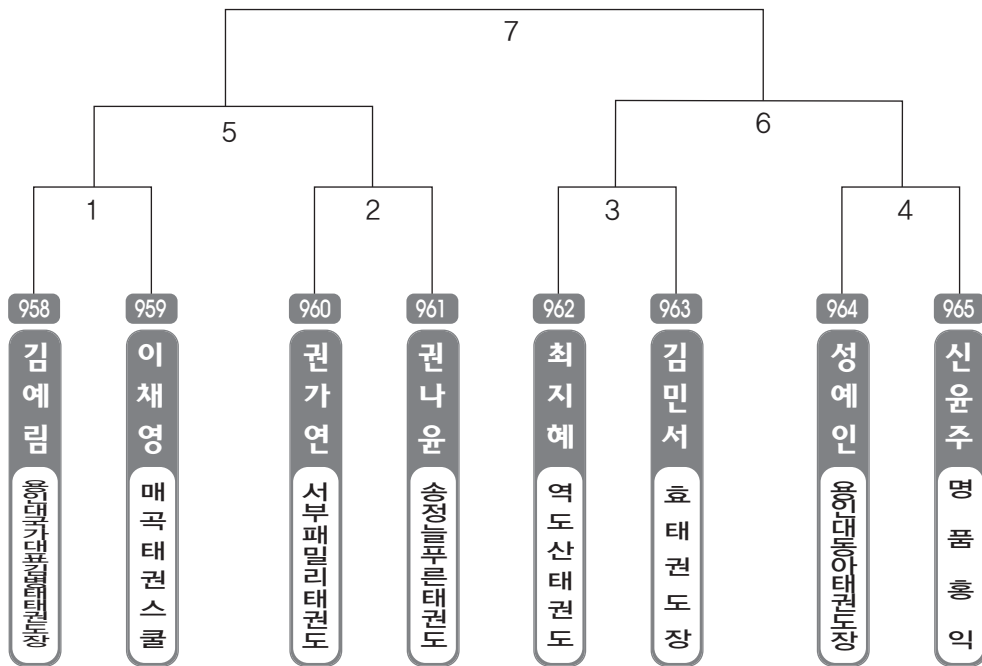 7
5
6
1
2
3
4
958
959
960
961
962
963
964
965
김예림
이채영
권가연
권나윤
최지혜
김민서
성예인
신윤주
용인대국가대표김병태태권도장
매곡태권스쿨
서부패밀리태권도
송정늘푸른태권도
역도산태권도
효태권도장
용인대동아태권도장
명품홍익